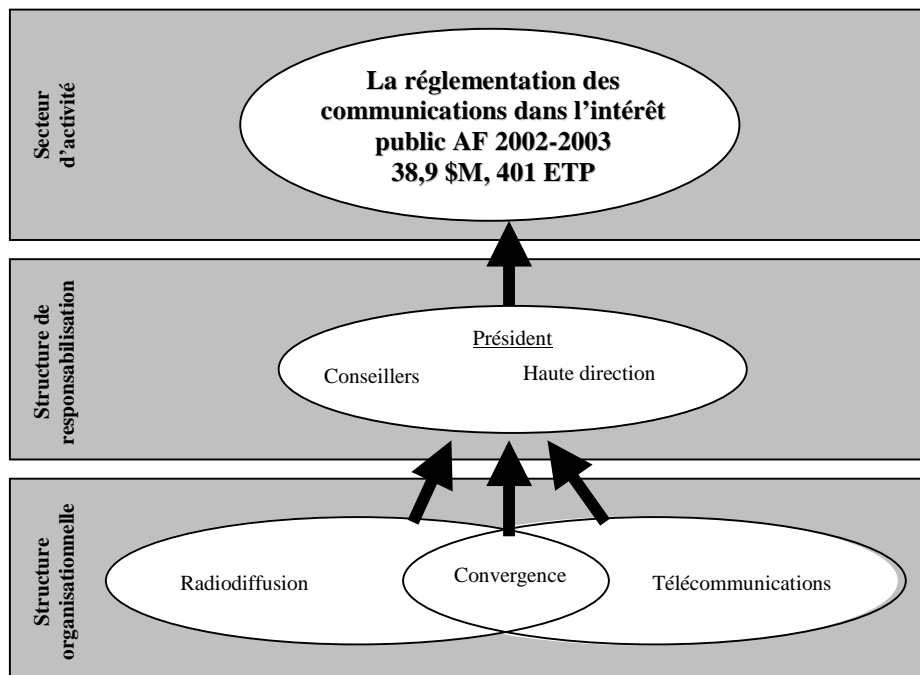 Secteur
d’activité
La réglementation des
communications dans l’intérêt
public AF 2002-2003
38,9 $M, 401 ETP
Structure de
responsabilisation
Président
Conseillers
Haute direction
Structure
organisationnelle
Radiodiffusion
Convergence
Télécommunications